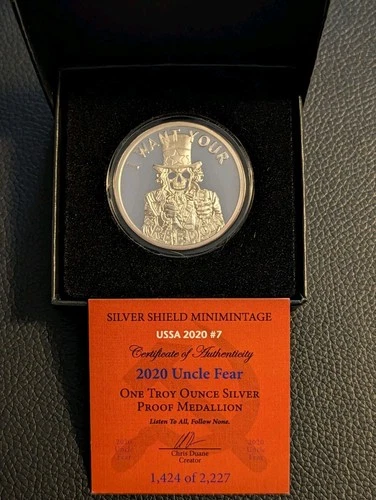 I WANT YOUR
SILVER SHIELD MINIMINTAGE
USSA 2020 #7
Certificate of Authenticity
2020 Uncle Fear
ONE TROY OUNCE SILVER
PROOF MEDALLION
Listen To All, Follow None.
Chris Duane
Creator
1,424 of 2,227